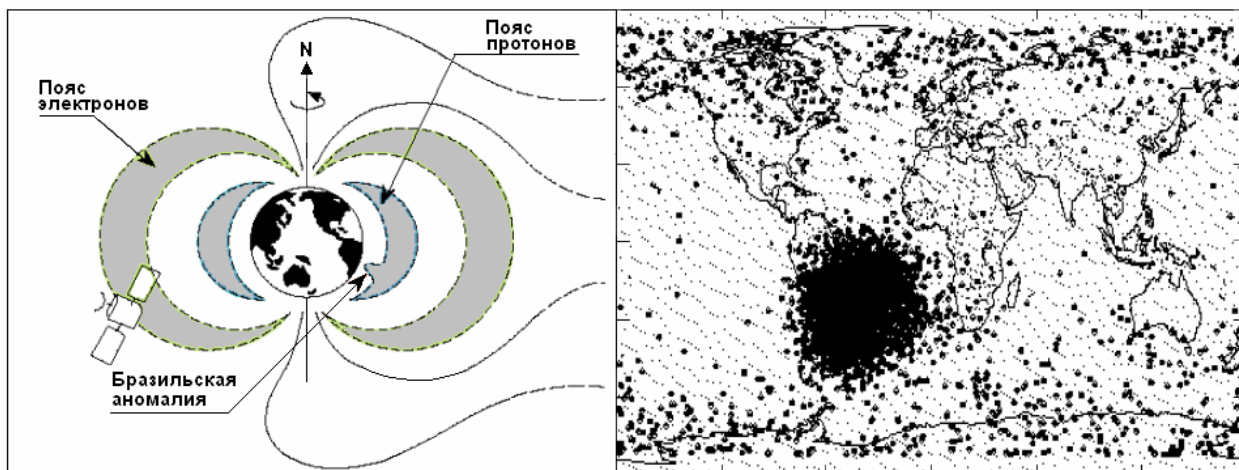 N
Пояс
протонов
Пояс
электронов
Бразильская
аномалия